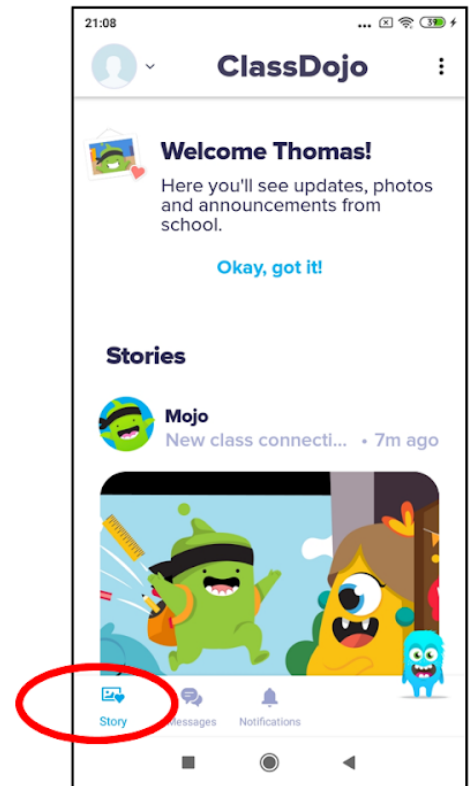 21:08 ... 39
ClassDojo
Welcome Thomas!
Here you'll see updates, photos
and announcements from
school.
Okay, got it!
Stories
Mojo
New class connecti... • 7m ago
Story Messages Notifications